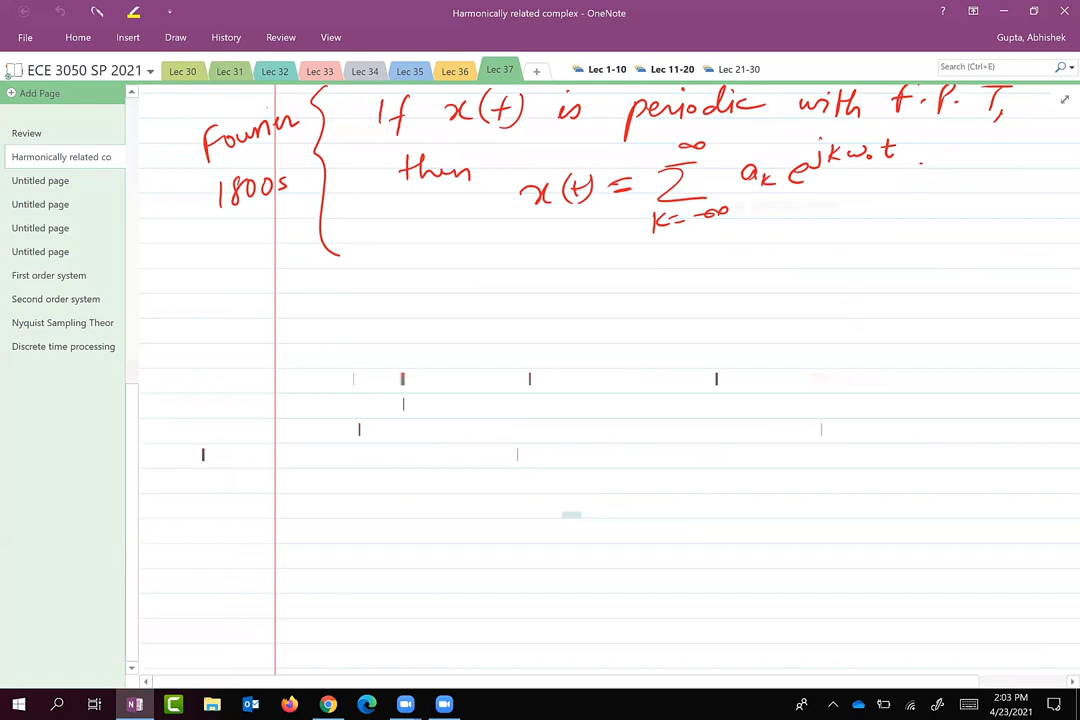 Harmonically related complex - OneNote
Gupta, Abhishek
File Home Insert Draw History Review View
ECE 3050 SP 2021
Lec 30 Lec 31 Lec 32 Lec 33 Lec 34 Lec 35 Lec 36 Lec 37
Lec 1-10 Lec 11-20 Lec 21-30
Search (Ctrl+E)
Add Page
Review
Harmonically related co
Untitled page
Untitled page
Untitled page
Untitled page
First order system
Second order system
Nyquist Sampling Theor
Discrete time processing
Fourier
1800s
If x(t) is periodic with f.P. T,
then x(t) = ∑_{k=-∞}^{∞} a_k e^{jkω₀t}.
2:03 PM
4/23/2021